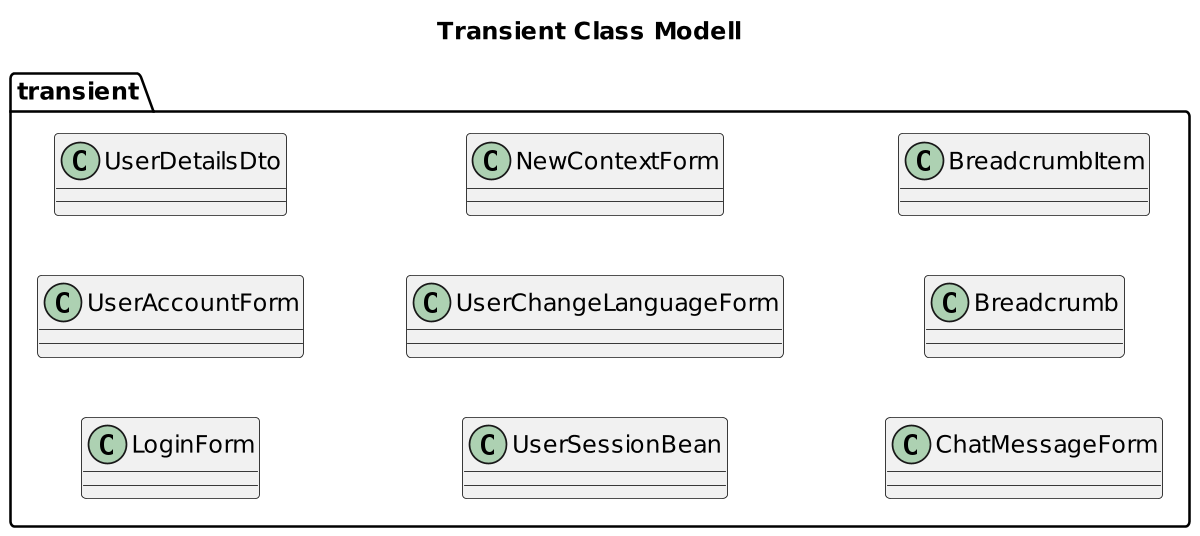 Transient Class Modell
transient
C UserDetailsDto
C NewContextForm
C BreadcrumbItem
C UserAccountForm
C UserChangeLanguageForm
C Breadcrumb
C LoginForm
C UserSessionBean
C ChatMessageForm